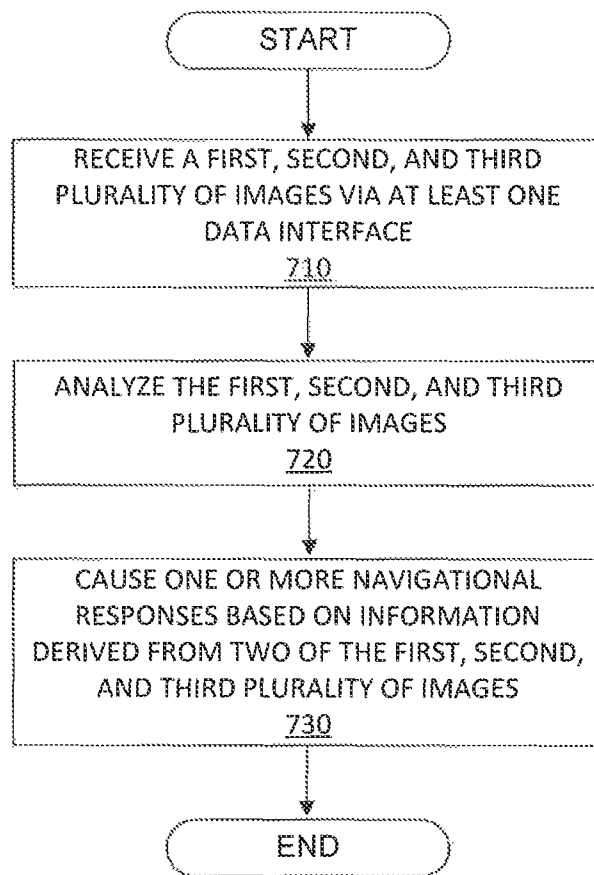 START
RECEIVE A FIRST, SECOND, AND THIRD
PLURALITY OF IMAGES VIA AT LEAST ONE
DATA INTERFACE
710
ANALYZE THE FIRST, SECOND, AND THIRD
PLURALITY OF IMAGES
720
CAUSE ONE OR MORE NAVIGATIONAL
RESPONSES BASED ON INFORMATION
DERIVED FROM TWO OF THE FIRST, SECOND,
AND THIRD PLURALITY OF IMAGES
730
END